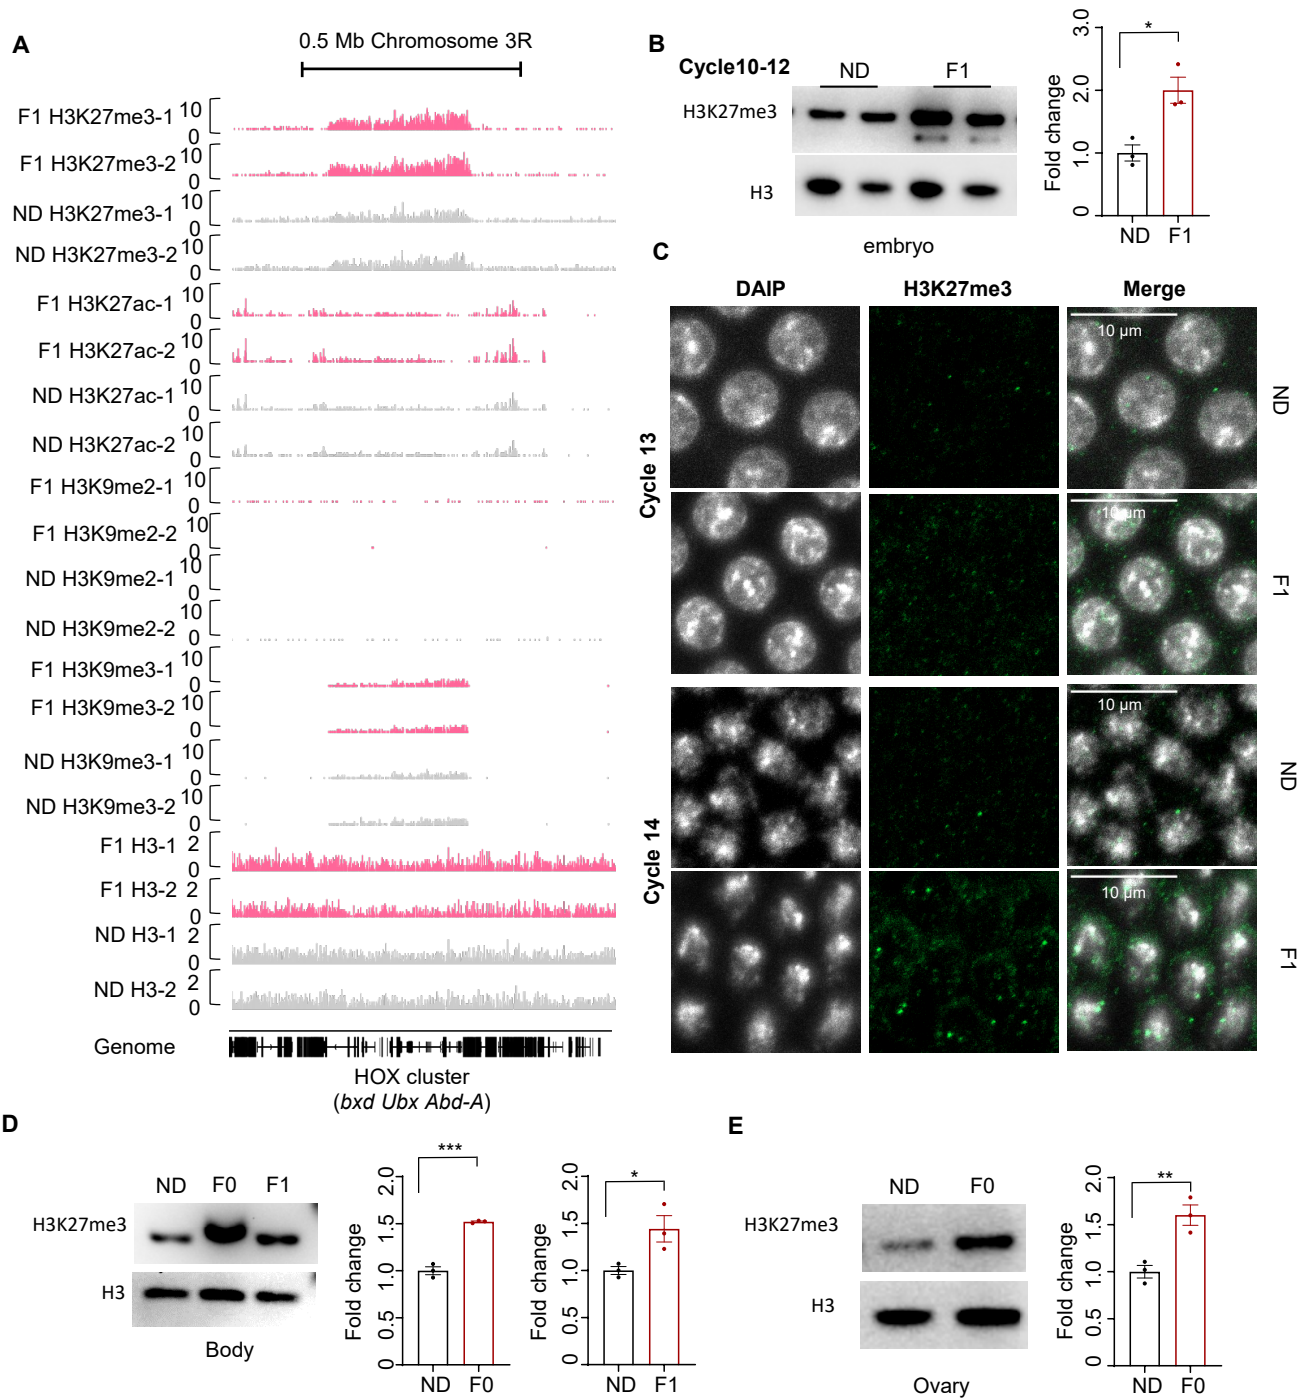 A
0.5 Mb Chromosome 3R
F1 H3K27me3-1 10 0
F1 H3K27me3-2 10 0
ND H3K27me3-1 10 0
ND H3K27me3-2 10 0
F1 H3K27ac-1 10 0
F1 H3K27ac-2 10 0
ND H3K27ac-1 10 0
ND H3K27ac-2 10 0
F1 H3K9me2-1 10 0
F1 H3K9me2-2 10 0
ND H3K9me2-1 10 0
ND H3K9me2-2 10 0
F1 H3K9me3-1 10 0
F1 H3K9me3-2 10 0
ND H3K9me3-1 10 0
ND H3K9me3-2 10 0
F1 H3-1 2 0
F1 H3-2 2 0
ND H3-1 2 0
ND H3-2 2 0
Genome
HOX cluster
(bxd Ubx Abd-A)
B
Cycle10-12
ND F1
H3K27me3
H3
embryo
Fold change
3.0
2.0
1.0
0
*
ND F1
C
DAIP H3K27me3 Merge
Cycle 13
10 µm
ND
10 µm
F1
Cycle 14
10 µm
ND
10 µm
F1
D
ND F0 F1
H3K27me3
H3
Body
Fold change
2.0
1.5
1.0
0.5
0
***
ND F0
Fold change
2.0
1.5
1.0
0.5
0
*
ND F1
E
ND F0
H3K27me3
H3
Ovary
Fold change
2.0
1.5
1.0
0.5
0
**
ND F0